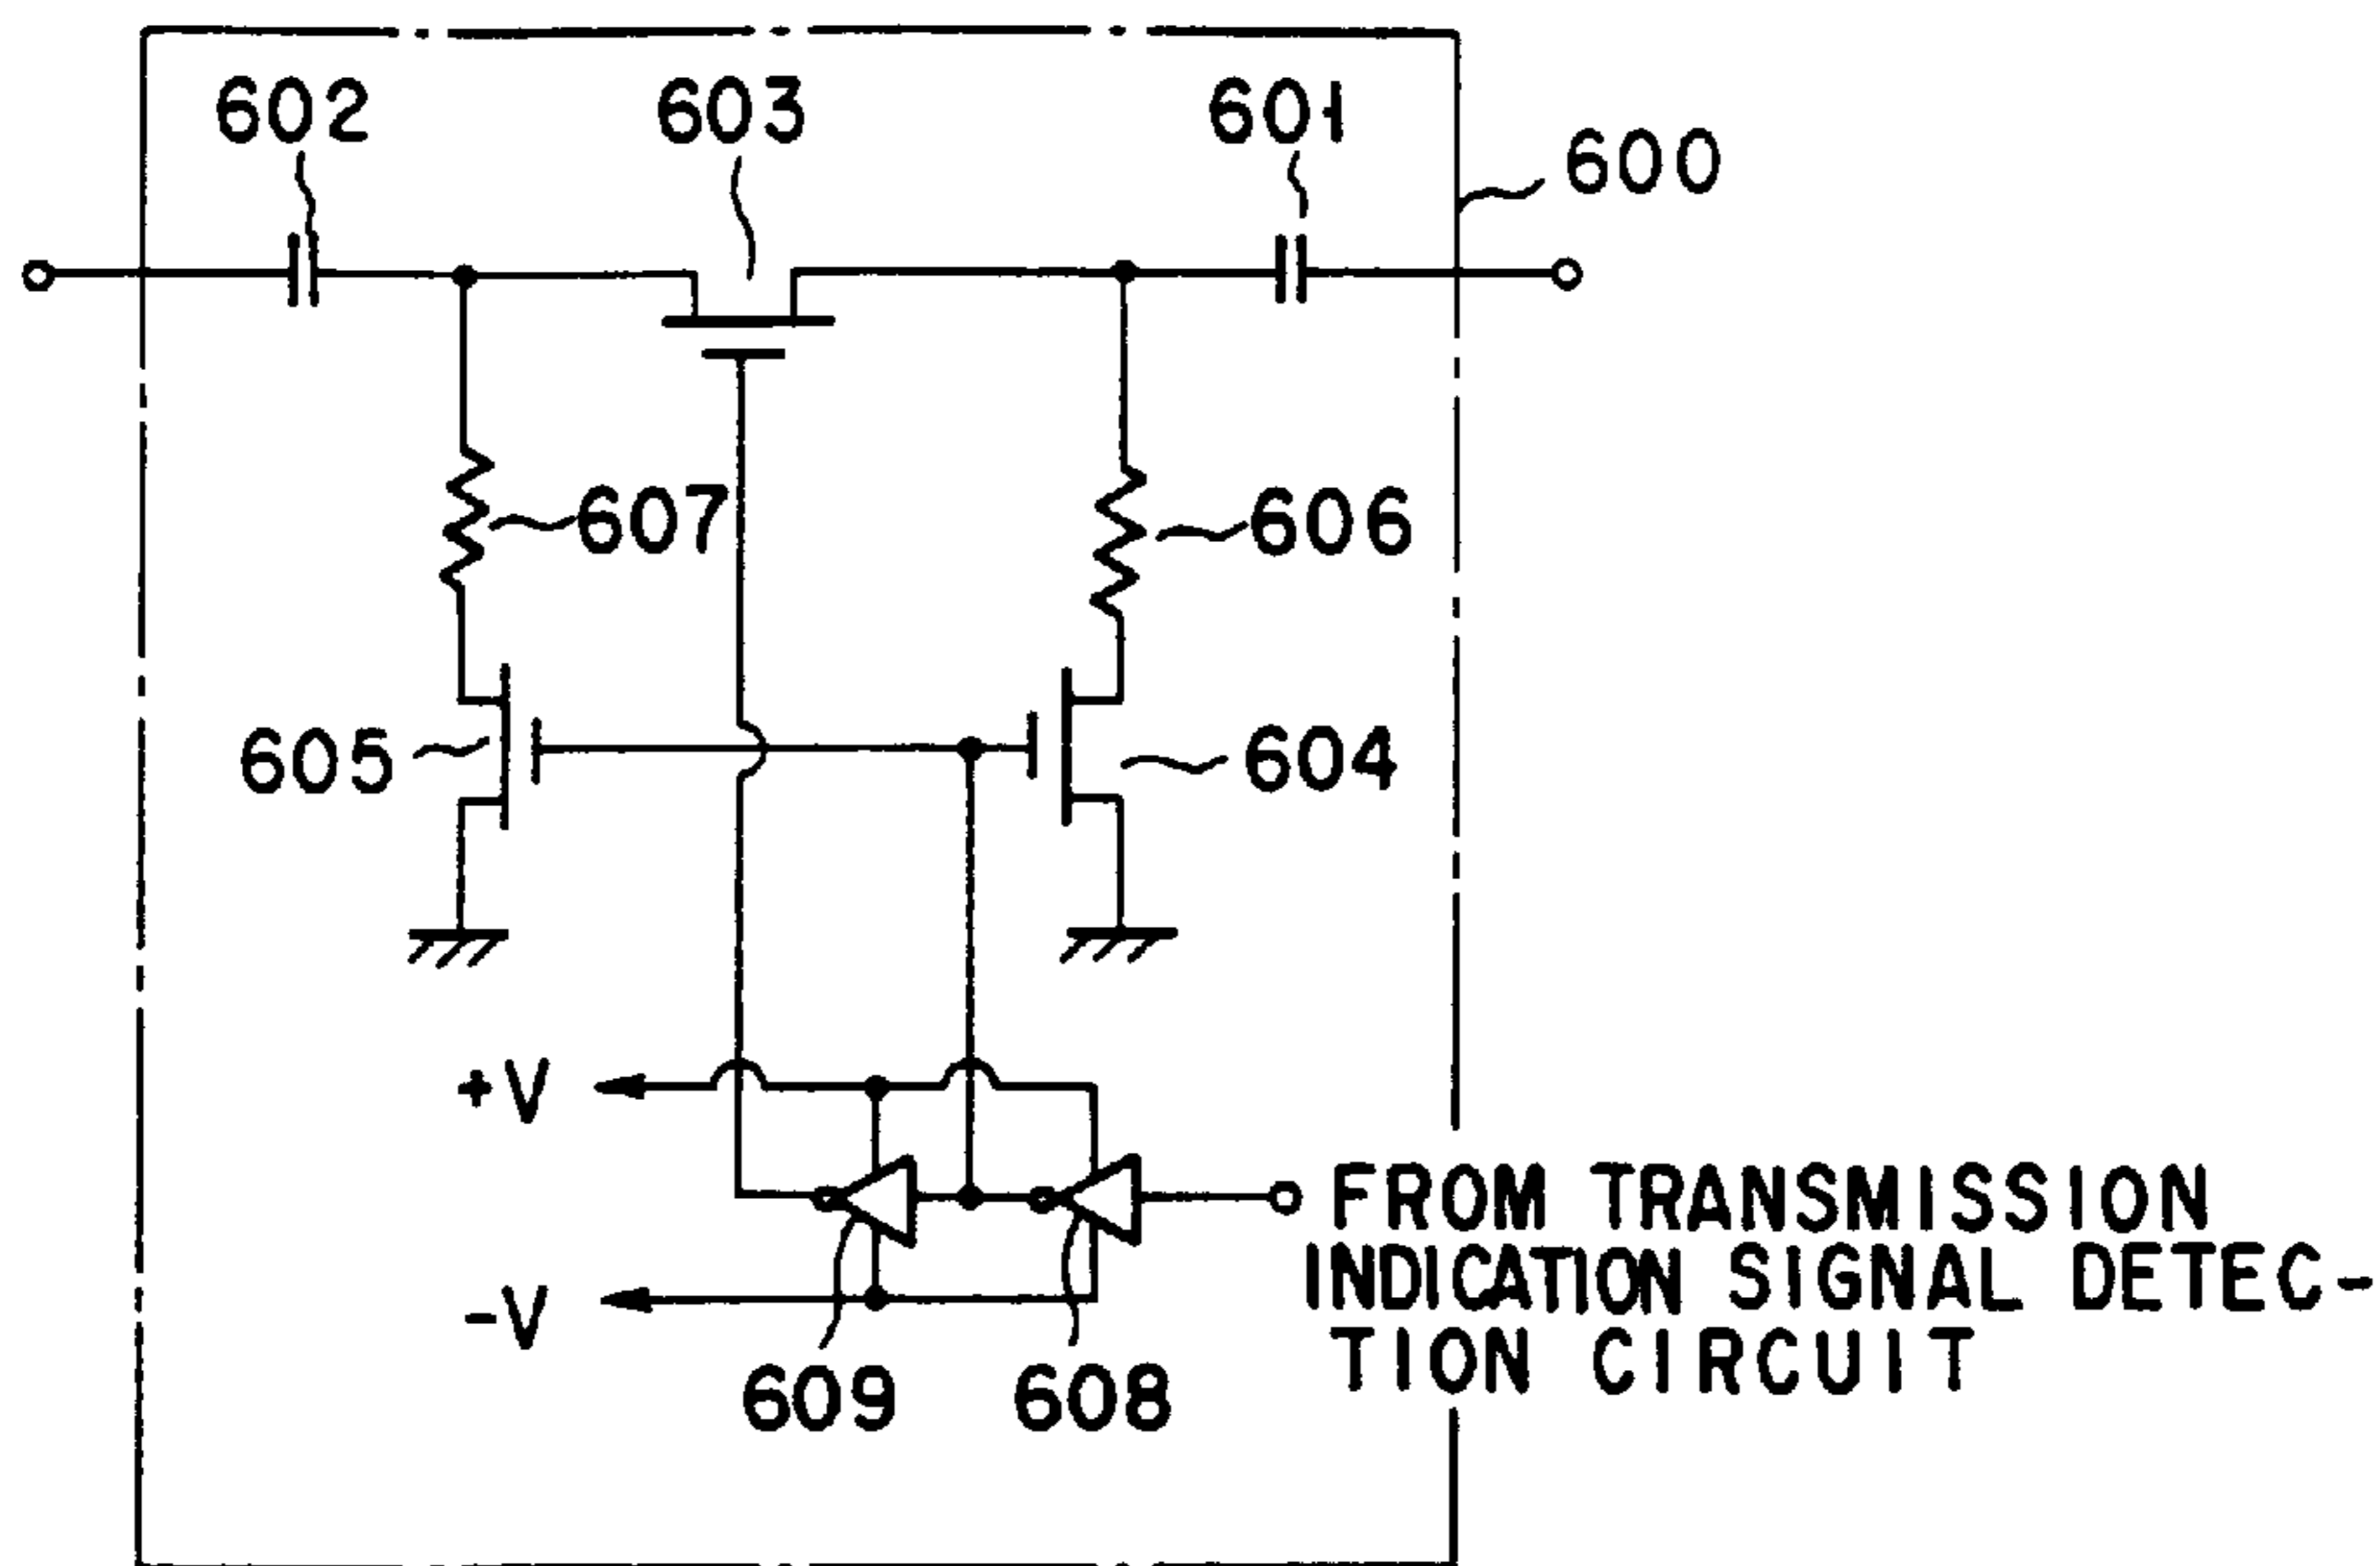 602
603
601
600
607
606
605
604
+V
-V
FROM TRANSMISSION
INDICATION SIGNAL DETEC-
TION CIRCUIT
609
608